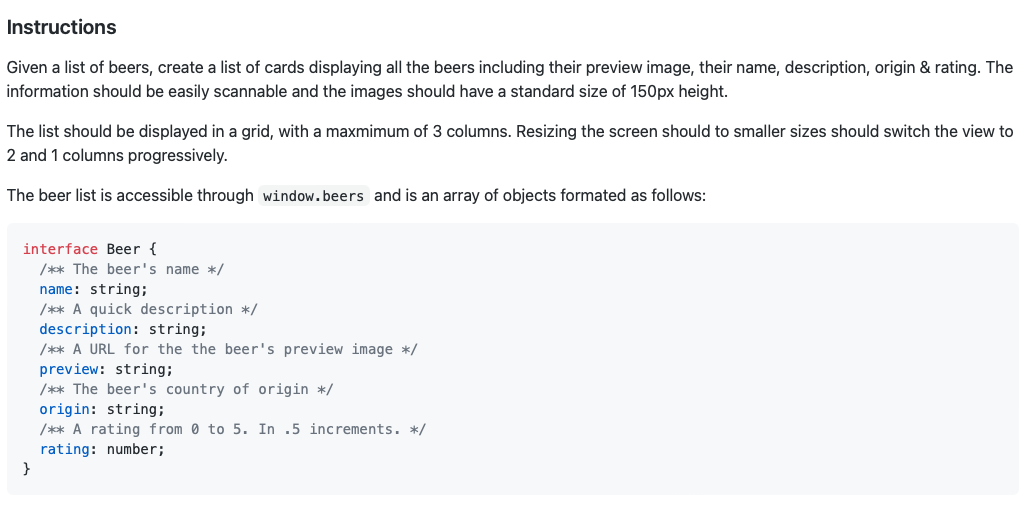 Instructions
Given a list of beers, create a list of cards displaying all the beers including their preview image, their name, description, origin & rating. The
information should be easily scannable and the images should have a standard size of 150px height.
The list should be displayed in a grid, with a maxmimum of 3 columns. Resizing the screen should to smaller sizes should switch the view to
2 and 1 columns progressively.
The beer list is accessible through window.beers and is an array of objects formated as follows:
interface Beer {
/** The beer's name */
name: string;
/** A quick description */
description: string;
/** A URL for the the beer's preview image */
preview: string;
/** The beer's country of origin */
origin: string;
/** A rating from 0 to 5. In .5 increments. */
rating: number;
}